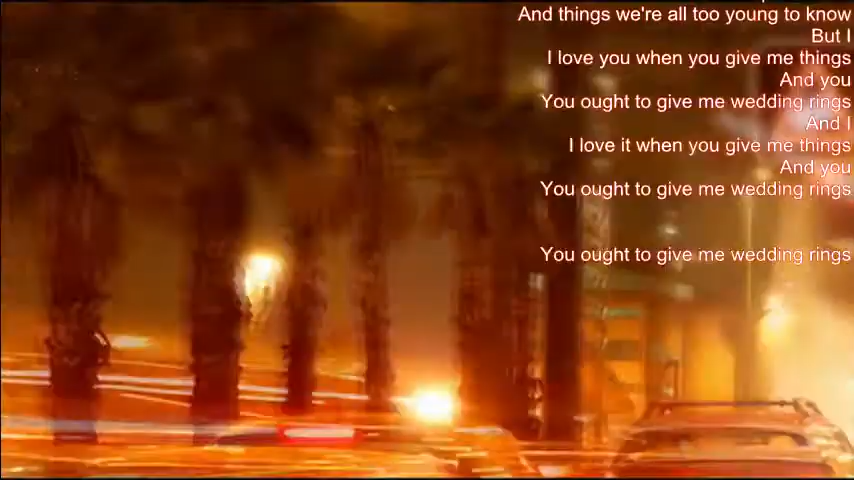 And things we're all too young to know
But I
I love you when you give me things
And you
You ought to give me wedding rings
And I
I love it when you give me things
And you
You ought to give me wedding rings
You ought to give me wedding rings